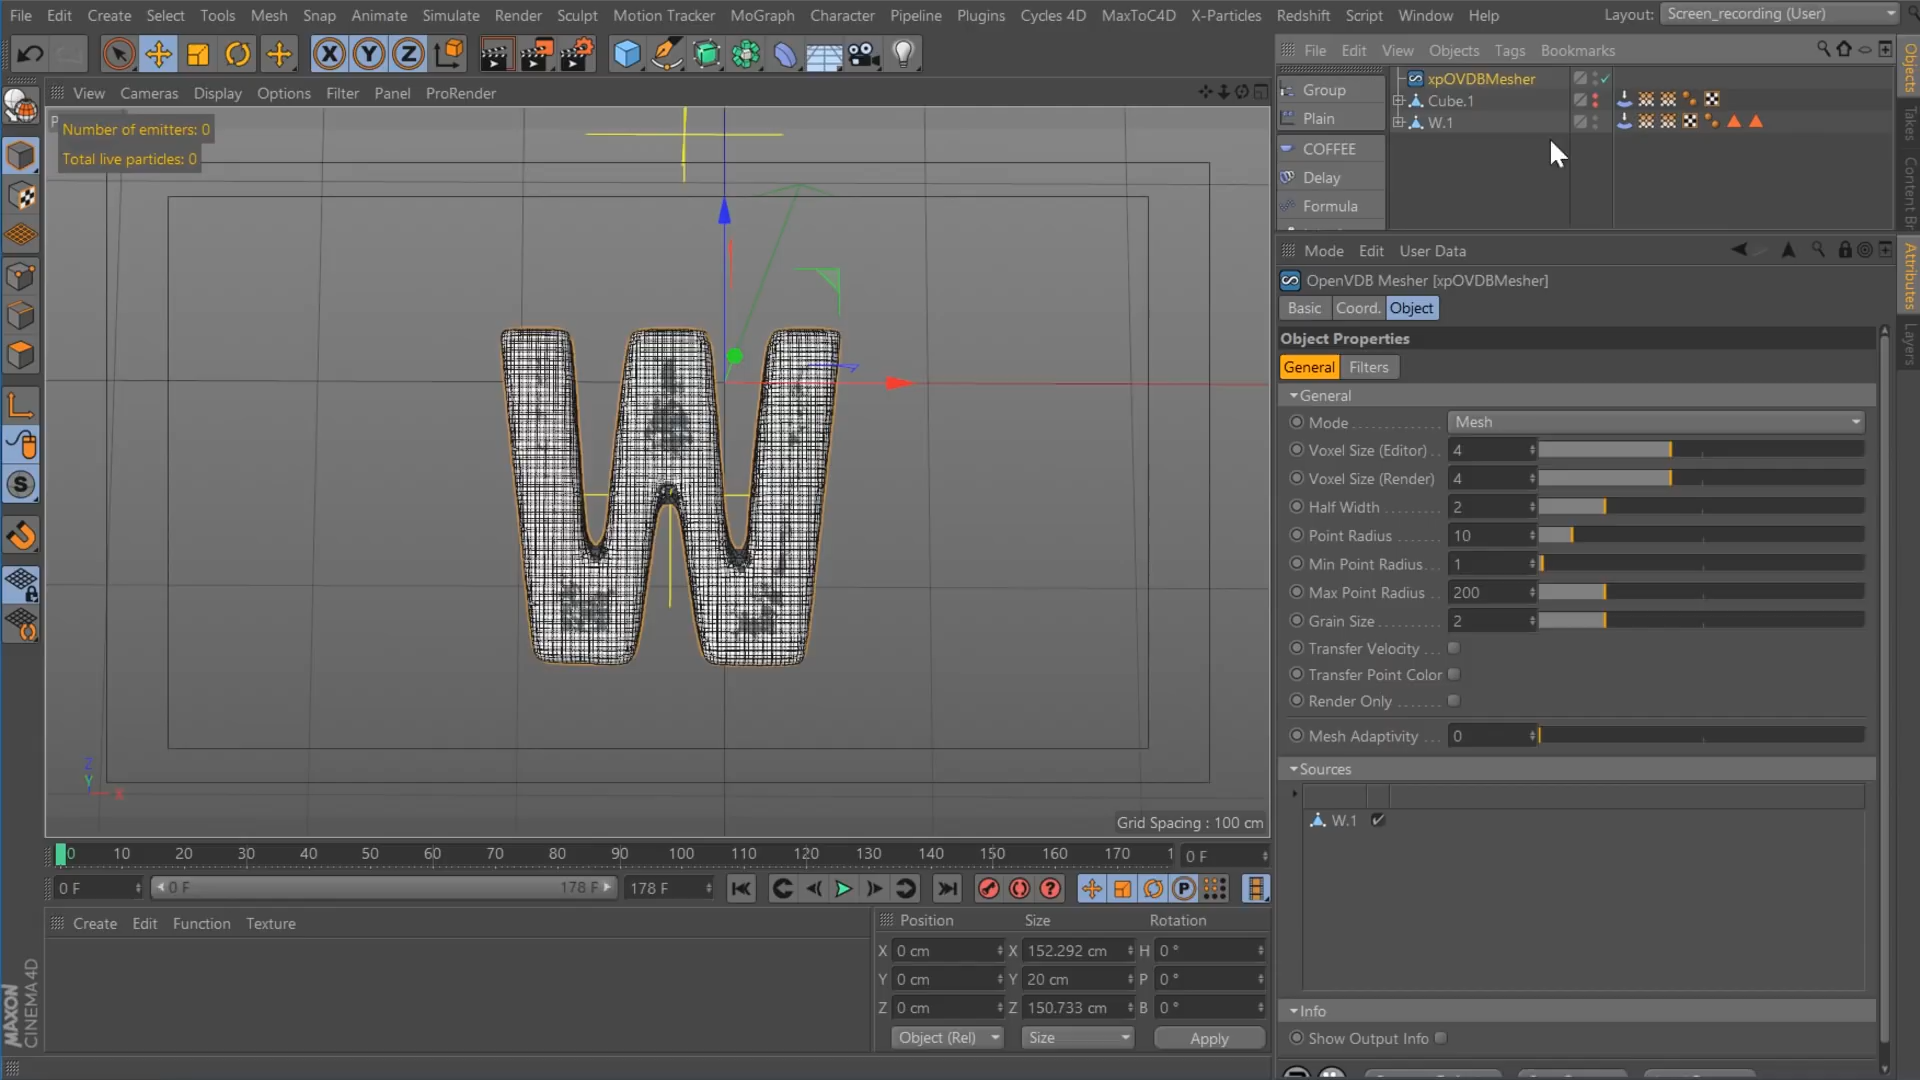 File Edit Create Select Tools Mesh Snap Animate Simulate Render Sculpt Motion Tracker MoGraph Character Pipeline Plugins Cycles 4D MaxToC4D X-Particles Redshift Script Window Help Layout: Screen_recording (User)
X Y Z
File Edit View Objects Tags Bookmarks
View Cameras Display Options Filter Panel ProRender
Number of emitters: 0
Total live particles: 0
Group
Plain
COFFEE
Delay
Formula
xpOVDBMesher
Cube.1
W.1
Objects
Takes
Content Br
Attributes
Layers
Mode Edit User Data
OpenVDB Mesher [xpOVDBMesher]
Basic Coord. Object
Object Properties
General Filters
General
Mode Mesh
Voxel Size (Editor) 4
Voxel Size (Render) 4
Half Width 2
Point Radius 10
Min Point Radius 1
Max Point Radius 200
Grain Size 2
Transfer Velocity
Transfer Point Color
Render Only
Mesh Adaptivity 0
Sources
W.1
Info
Show Output Info
W
Z
Y
X
Grid Spacing : 100 cm
0 10 20 30 40 50 60 70 80 90 100 110 120 130 140 150 160 170 1 0 F
0 F 0 F 178 F 178 F P
Create Edit Function Texture
Position Size Rotation
X 0 cm X 152.292 cm H 0 °
Y 0 cm Y 20 cm P 0 °
Z 0 cm Z 150.733 cm B 0 °
Object (Rel) Size Apply
MAXON
CINEMA 4D